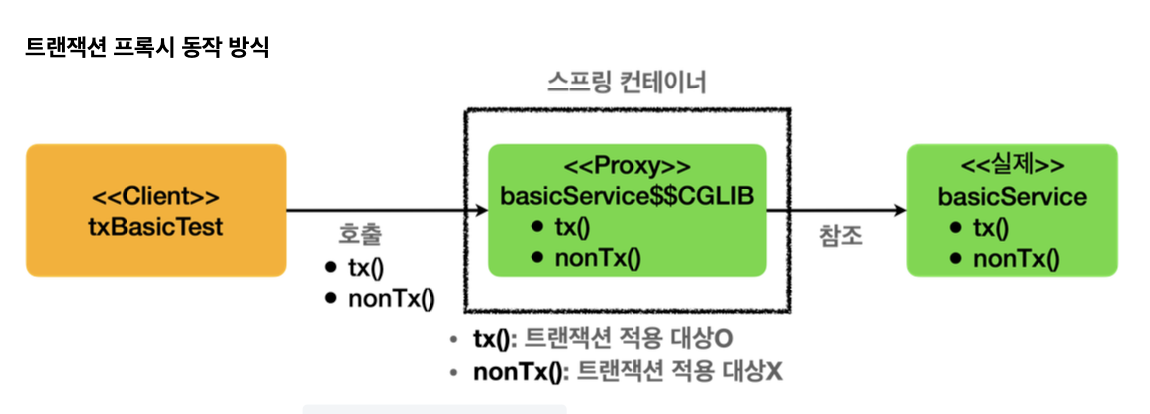 트랜잭션 프록시 동작 방식
스프링 컨테이너
<<Client>>
txBasicTest
호출
• tx()
• nonTx()
<<Proxy>>
basicService$$CGLIB
• tx()
• nonTx()
참조
<<실제>>
basicService
• tx()
• nonTx()
• tx(): 트랜잭션 적용 대상O
• nonTx(): 트랜잭션 적용 대상X